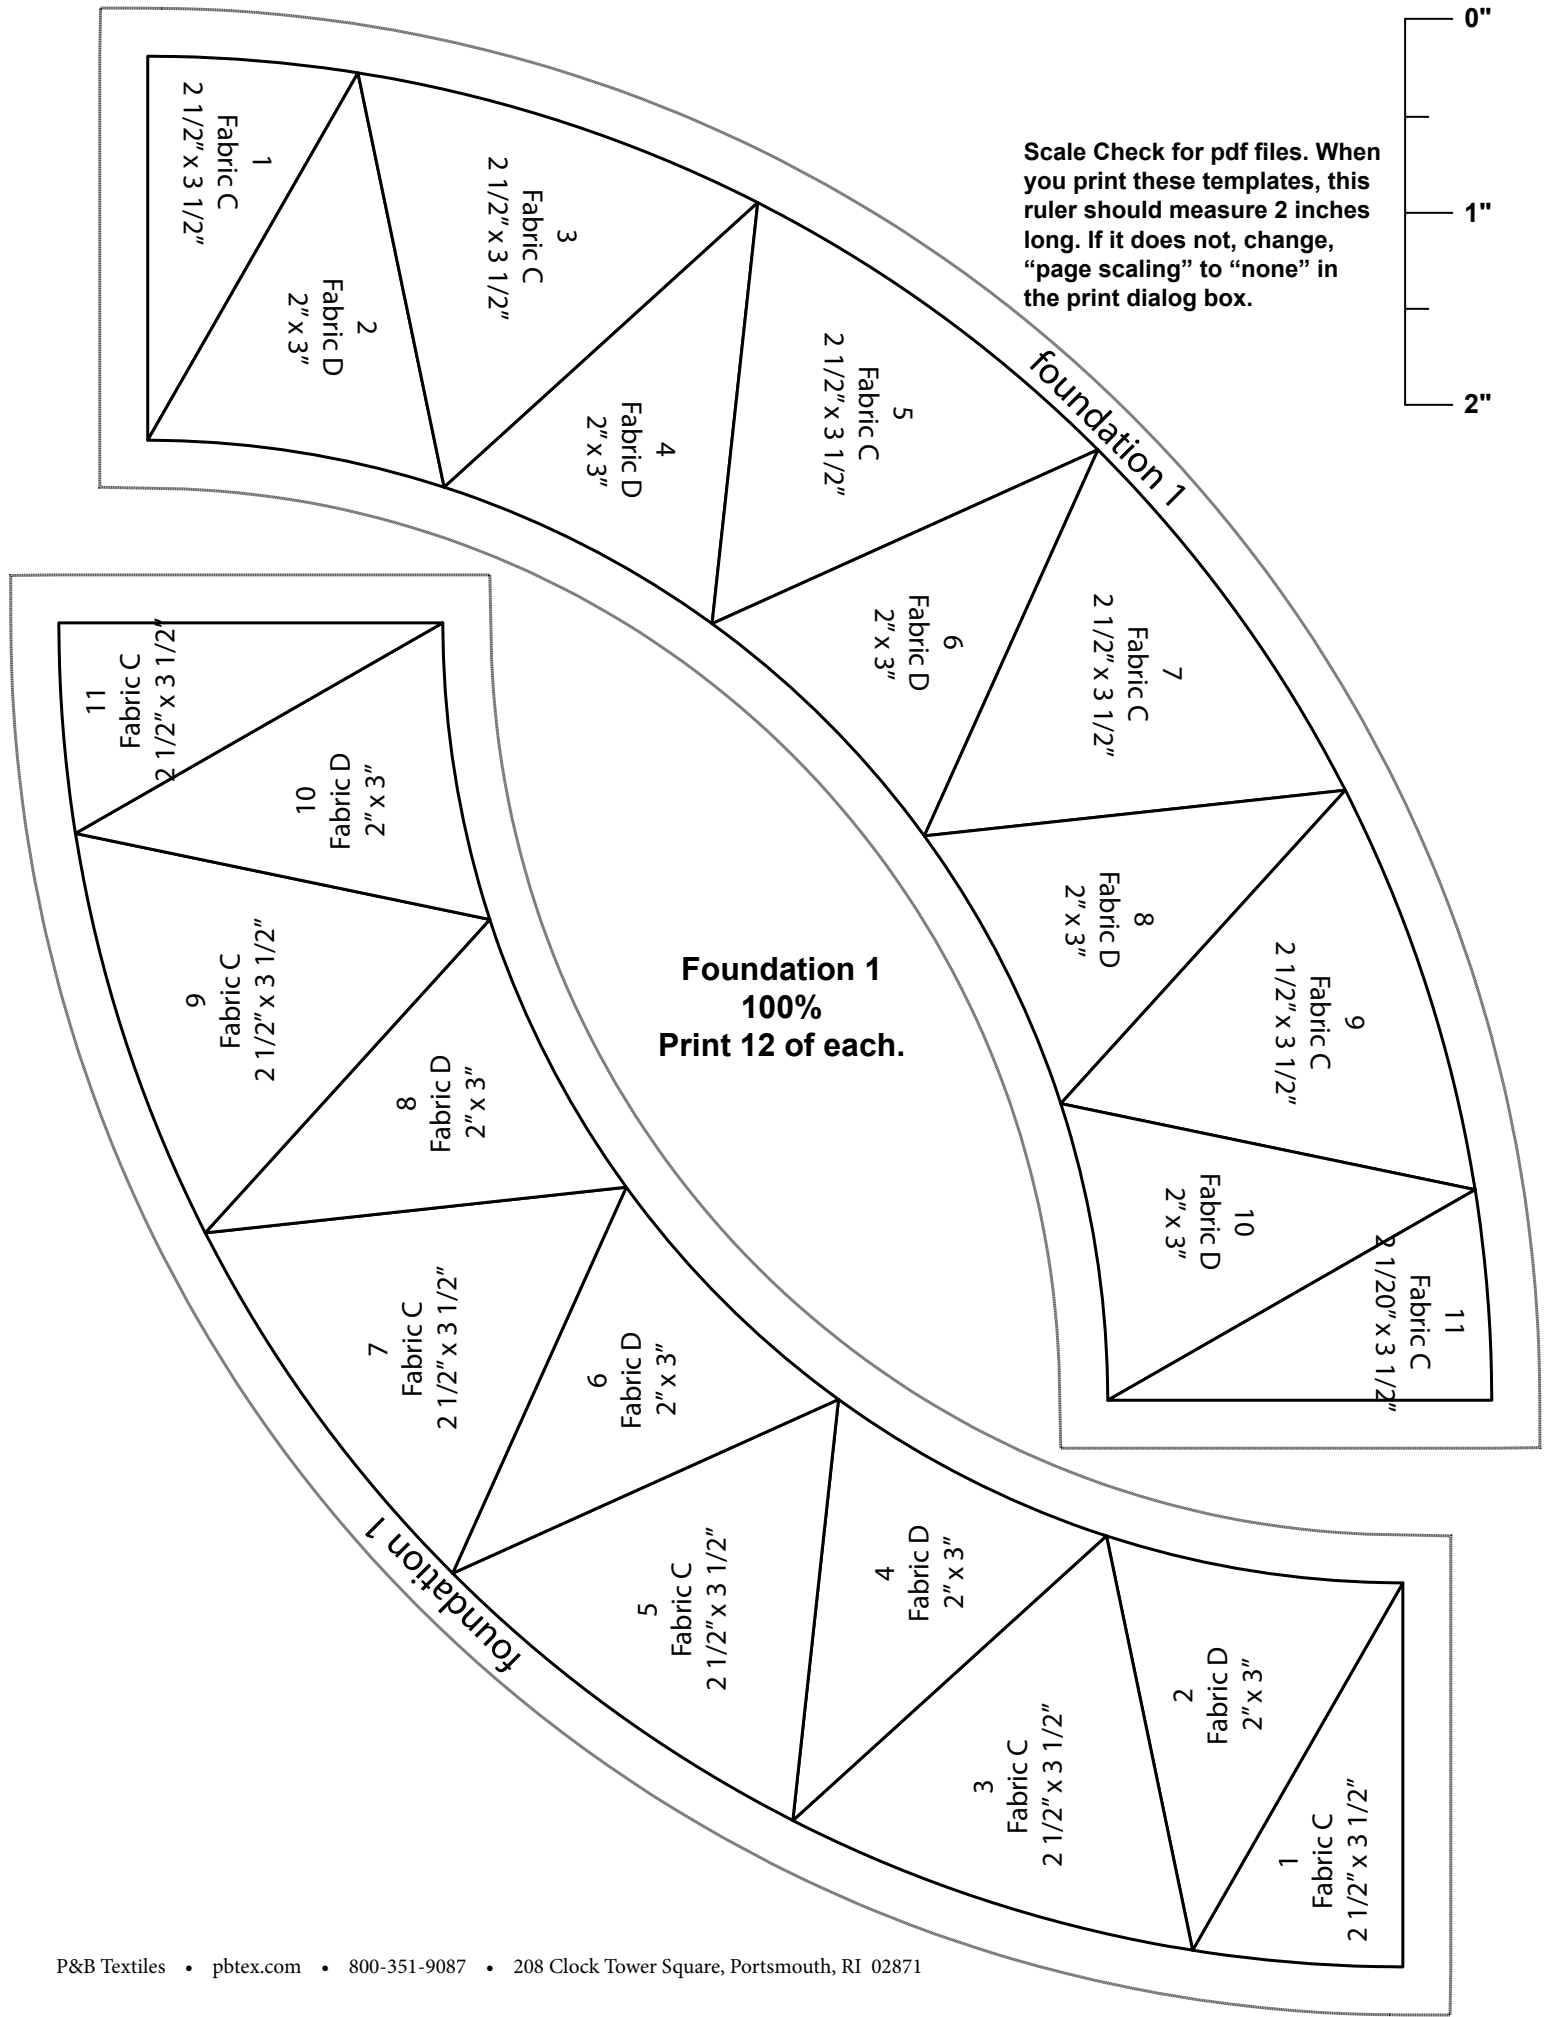 0"
1"
2"
Scale Check for pdf files. When
you print these templates, this
ruler should measure 2 inches
long. If it does not, change,
“page scaling” to “none” in
the print dialog box.
foundation 1
1
Fabric C
2 1/2” x 3 1/2”
2
Fabric D
2” x 3”
3
Fabric C
2 1/2” x 3 1/2”
4
Fabric D
2” x 3”
5
Fabric C
2 1/2” x 3 1/2”
6
Fabric D
2” x 3”
7
Fabric C
2 1/2” x 3 1/2”
8
Fabric D
2” x 3”
9
Fabric C
2 1/2” x 3 1/2”
10
Fabric D
2” x 3”
11
Fabric C
2 1/20” x 3 1/2”
Foundation 1
100%
Print 12 of each.
11
Fabric C
2 1/2” x 3 1/2”
10
Fabric D
2” x 3”
9
Fabric C
2 1/2” x 3 1/2”
8
Fabric D
2” x 3”
7
Fabric C
2 1/2” x 3 1/2”
6
Fabric D
2” x 3”
5
Fabric C
2 1/2” x 3 1/2”
4
Fabric D
2” x 3”
3
Fabric C
2 1/2” x 3 1/2”
2
Fabric D
2” x 3”
1
Fabric C
2 1/2” x 3 1/2”
foundation 1
P&B Textiles • pbtex.com • 800-351-9087 • 208 Clock Tower Square, Portsmouth, RI 02871